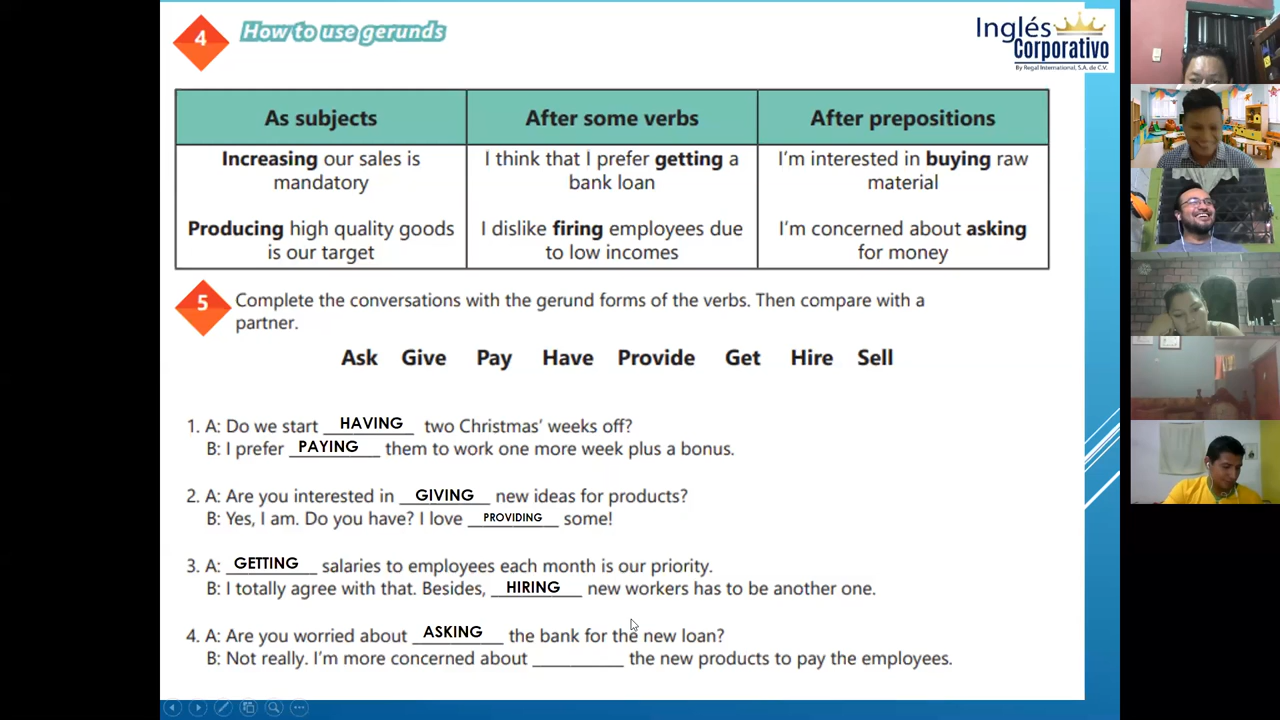 4
How to use gerunds
Inglés
Corporativo
By Regal International, S.A. de C.V.
As subjects After some verbs After prepositions
Increasing our sales is mandatory
Producing high quality goods is our target
I think that I prefer getting a bank loan
I dislike firing employees due to low incomes
I'm interested in buying raw material
I'm concerned about asking for money
5
Complete the conversations with the gerund forms of the verbs. Then compare with a
partner.
Ask Give Pay Have Provide Get Hire Sell
1. A: Do we start HAVING two Christmas' weeks off?
B: I prefer PAYING them to work one more week plus a bonus.
2. A: Are you interested in GIVING new ideas for products?
B: Yes, I am. Do you have? I love PROVIDING some!
3. A: GETTING salaries to employees each month is our priority.
B: I totally agree with that. Besides, HIRING new workers has to be another one.
4. A: Are you worried about ASKING the bank for the new loan?
B: Not really. I'm more concerned about __________ the new products to pay the employees.